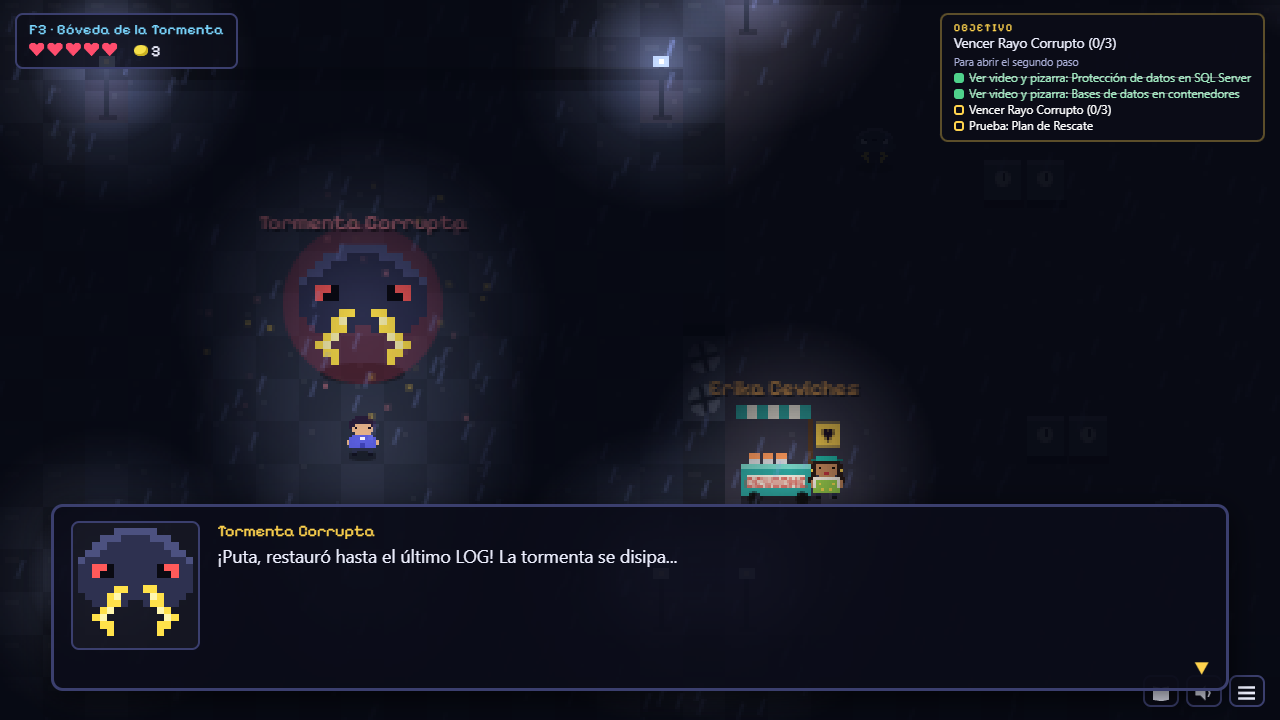 F3 · Bóveda de la Tormenta
3
OBJETIVO
Vencer Rayo Corrupto (0/3)
Para abrir el segundo paso
Ver video y pizarra: Protección de datos en SQL Server
Ver video y pizarra: Bases de datos en contenedores
Vencer Rayo Corrupto (0/3)
Prueba: Plan de Rescate
Tormenta Corrupta
Erika Ceviches
Tormenta Corrupta
¡Puta, restauró hasta el último LOG! La tormenta se disipa...